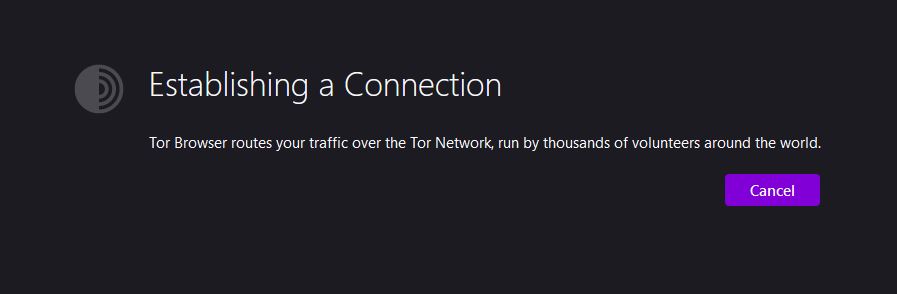 Establishing a Connection
Tor Browser routes your traffic over the Tor Network, run by thousands of volunteers around the world.
Cancel